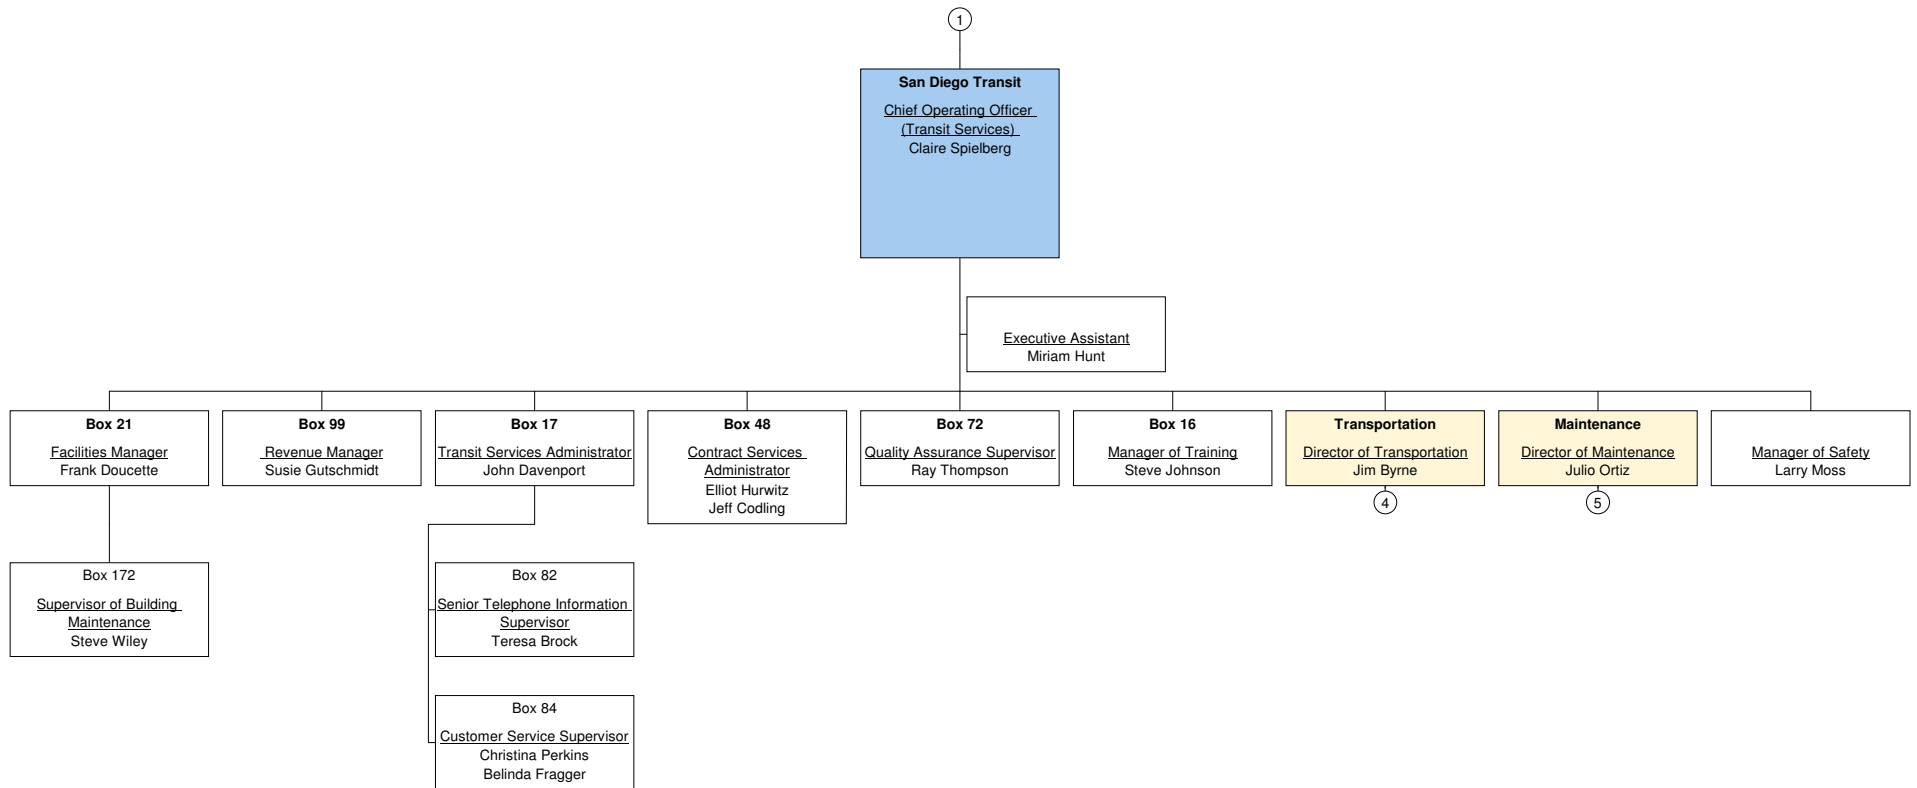 1
San Diego Transit
Chief Operating Officer
(Transit Services)
Claire Spielberg
Executive Assistant
Miriam Hunt
Box 21
Facilities Manager
Frank Doucette
Box 99
Revenue Manager
Susie Gutschmidt
Box 17
Transit Services Administrator
John Davenport
Box 48
Contract Services
Administrator
Elliot Hurwitz
Jeff Codling
Box 72
Quality Assurance Supervisor
Ray Thompson
Box 16
Manager of Training
Steve Johnson
Transportation
Director of Transportation
Jim Byrne
4
Maintenance
Director of Maintenance
Julio Ortiz
5
Manager of Safety
Larry Moss
Box 172
Supervisor of Building
Maintenance
Steve Wiley
Box 82
Senior Telephone Information
Supervisor
Teresa Brock
Box 84
Customer Service Supervisor
Christina Perkins
Belinda Fragger